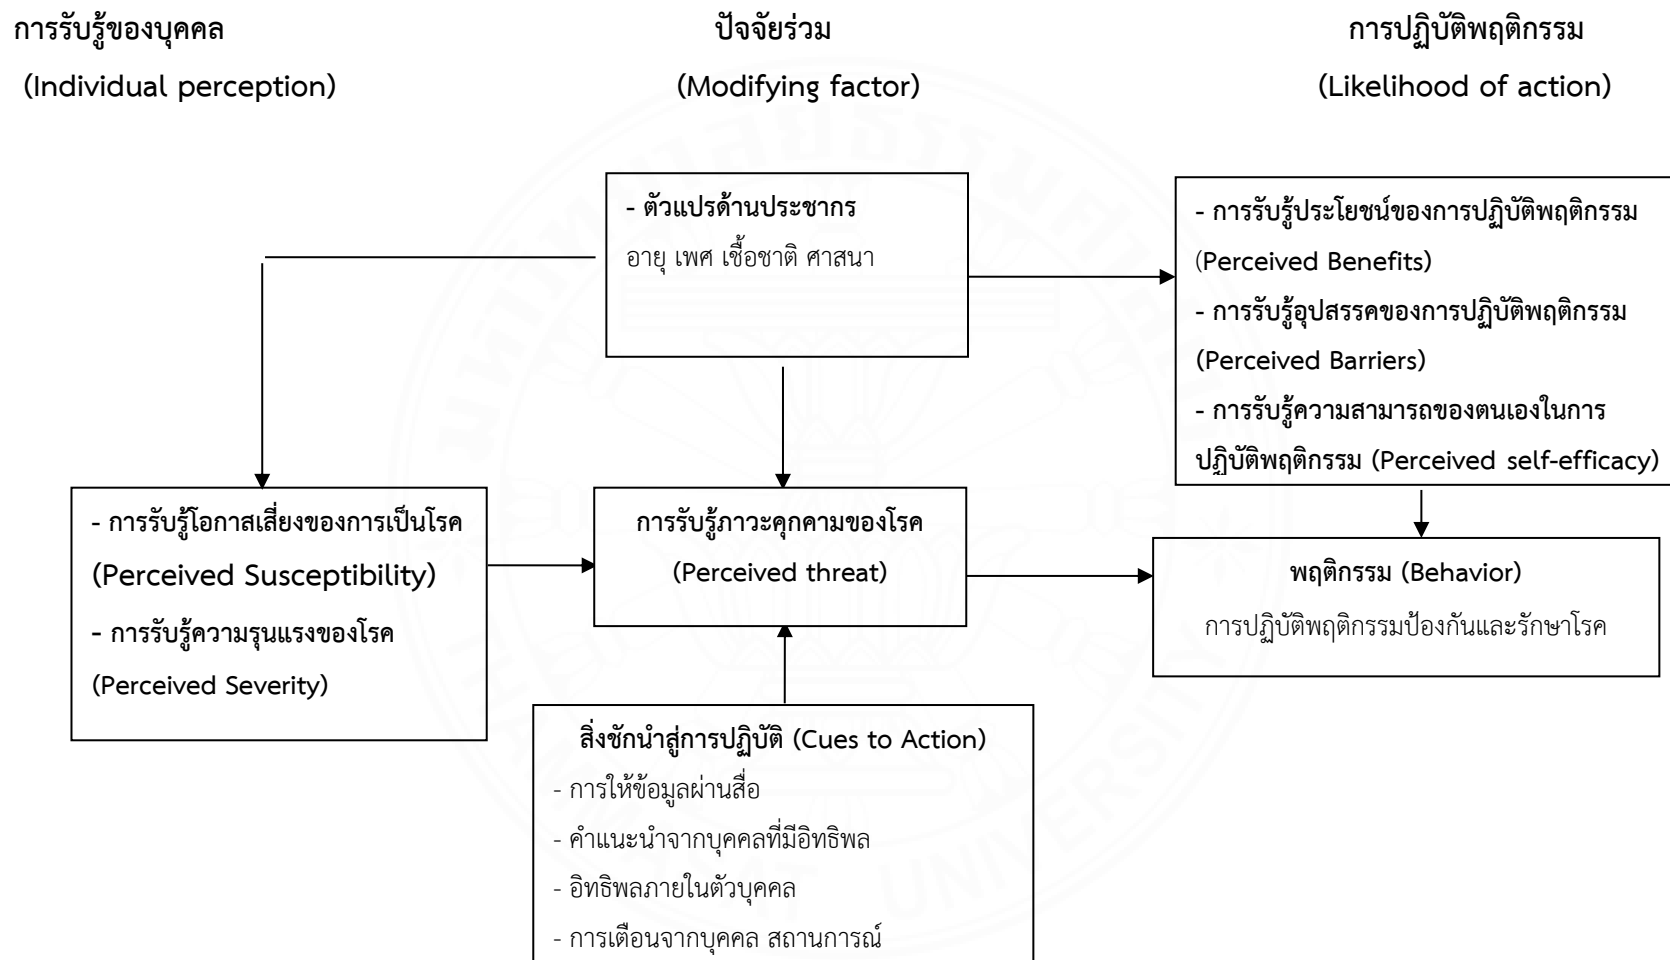 การรับรู้ของบุคคล
(Individual perception)
ปัจจัยร่วม
(Modifying factor)
การปฏิบัติพฤติกรรม
(Likelihood of action)
- ตัวแปรด้านประชากร
อายุ เพศ เชื้อชาติ ศาสนา
- การรับรู้ประโยชน์ของการปฏิบัติพฤติกรรม
(Perceived Benefits)
- การรับรู้อุปสรรคของการปฏิบัติพฤติกรรม
(Perceived Barriers)
- การรับรู้ความสามารถของตนเองในการ
ปฏิบัติพฤติกรรม (Perceived self-efficacy)
- การรับรู้โอกาสเสี่ยงของการเป็นโรค
(Perceived Susceptibility)
- การรับรู้ความรุนแรงของโรค
(Perceived Severity)
การรับรู้ภาวะคุกคามของโรค
(Perceived threat)
พฤติกรรม (Behavior)
การปฏิบัติพฤติกรรมป้องกันและรักษาโรค
สิ่งชักนำสู่การปฏิบัติ (Cues to Action)
- การให้ข้อมูลผ่านสื่อ
- คำแนะนำจากบุคคลที่มีอิทธิพล
- อิทธิพลภายในตัวบุคคล
- การเตือนจากบุคคล สถานการณ์